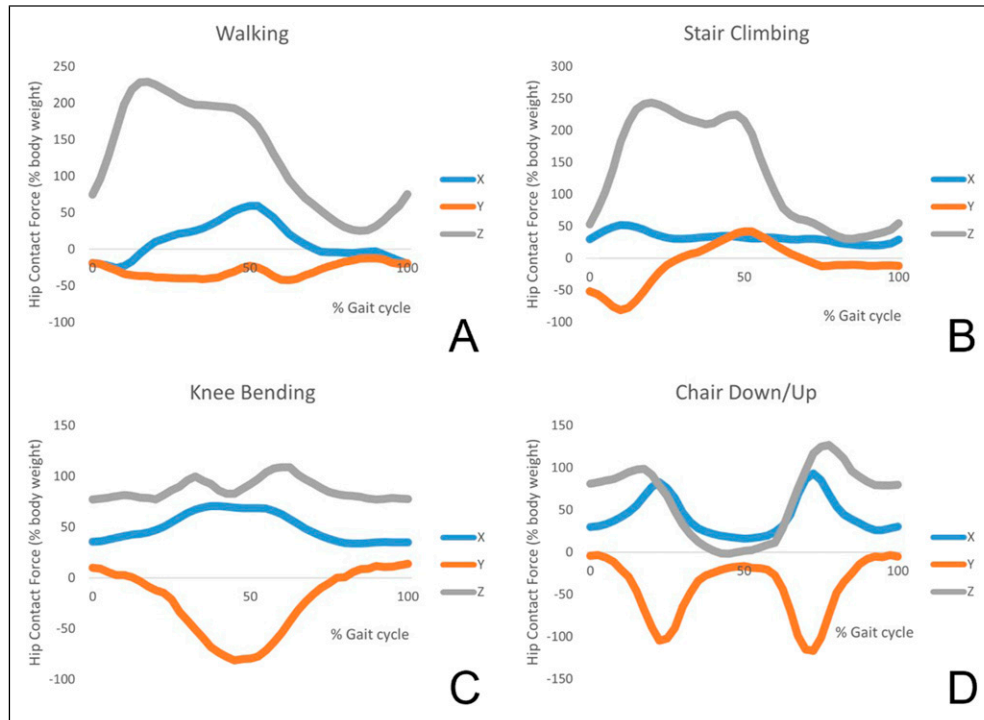 Walking
Hip Contact Force (% body weight)
250
200
150
100
50
0
-50
-100
0
50
100
% Gait cycle
X
Y
Z
A
Stair Climbing
Hip Contact Force (% body weight)
300
250
200
150
100
50
0
-50
-100
0
50
100
% Gait cycle
X
Y
Z
B
Knee Bending
Hip Contact Force (% body weight)
150
100
50
0
-50
-100
0
50
100
% Gait cycle
X
Y
Z
C
Chair Down/Up
Hip Contact Force (% body weight)
150
100
50
0
-50
-100
-150
0
50
100
% Gait cycle
X
Y
Z
D